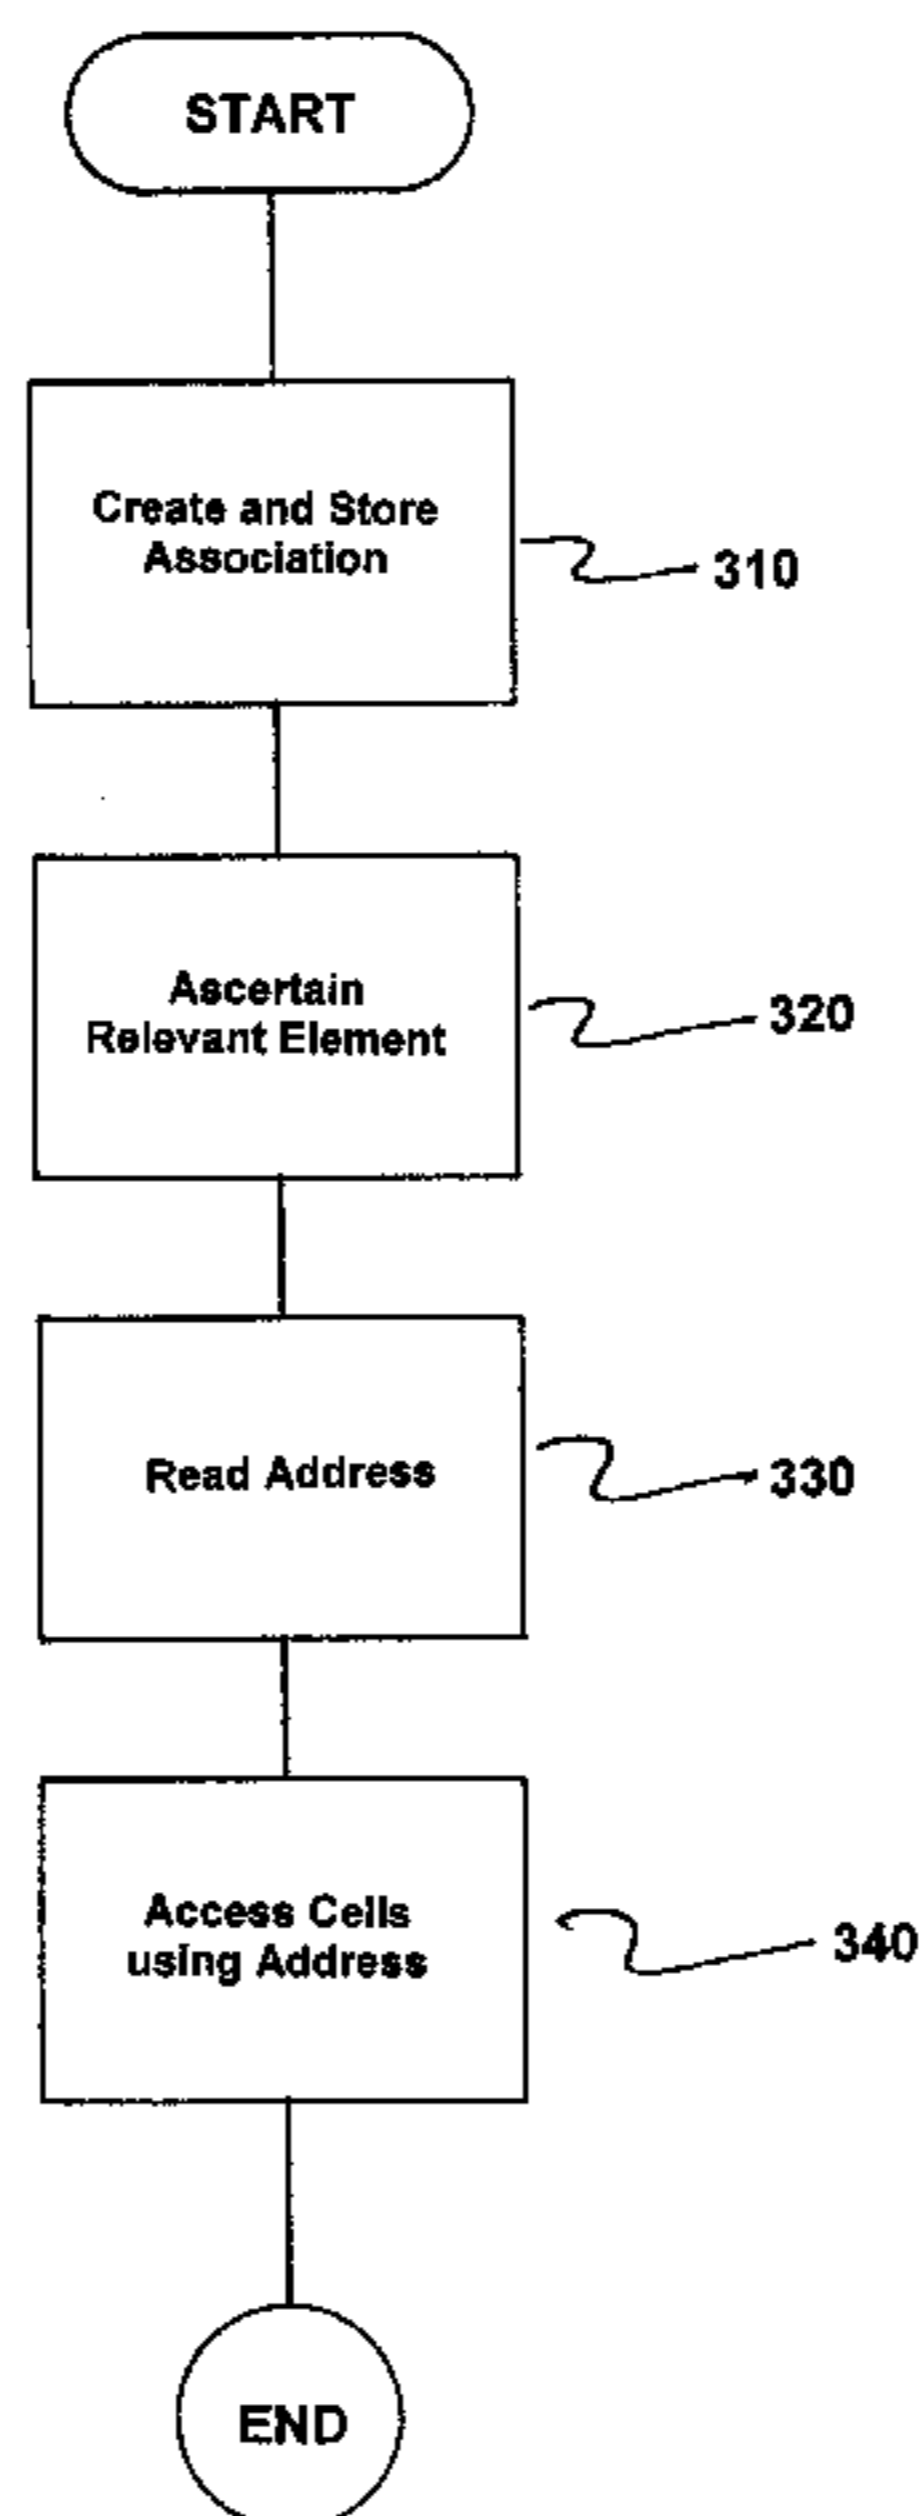 START
Create and Store
Association
310
Ascertain
Relevant Element
320
Read Address
330
Access Cells
using Address
340
END